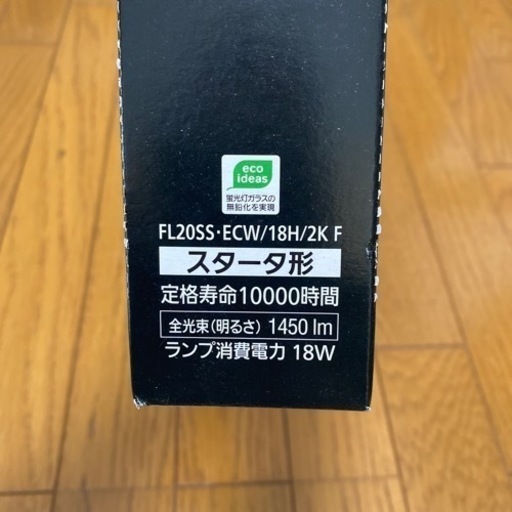 eco
ideas
蛍光灯ガラスの
無鉛化を実現
FL20SS・ECW/18H/2K F
スタータ形
定格寿命10000時間
全光束(明るさ) 1450 lm
ランプ消費電力 18W